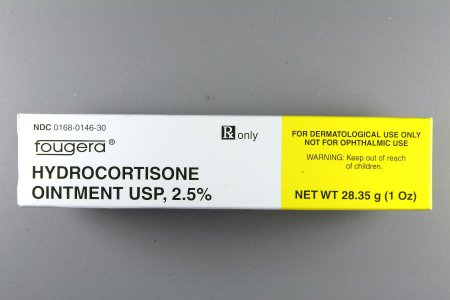 NDC 0168-0146-30
fougera®
HYDROCORTISONE
OINTMENT USP, 2.5%
Rx only
FOR DERMATOLOGICAL USE ONLY
NOT FOR OPHTHALMIC USE
WARNING: Keep out of reach
of children.
NET WT 28.35 g (1 Oz)